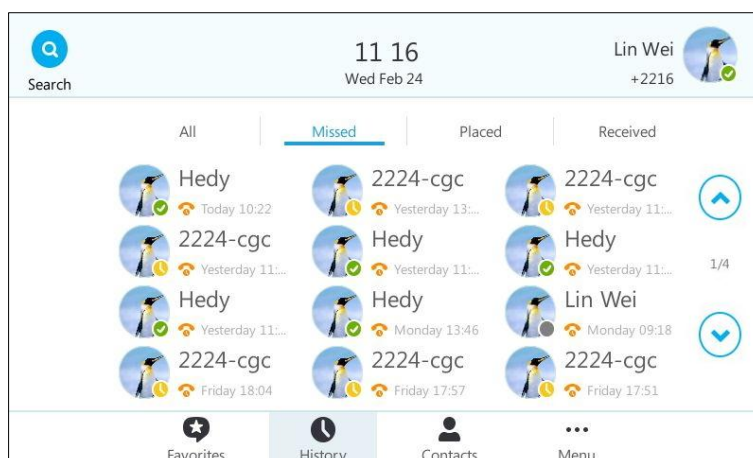 11 16
Lin Wei
Search
Wed Feb 24
+2216
All
Missed
Placed
Received
Hedy
2224-cgc
2224-cgc
Today 10:22
Yesterday 13:...
Yesterday 11:...
2224-cgc
Hedy
Hedy
Yesterday 11:...
Yesterday 11:...
Yesterday 11:...
1/4
Hedy
Hedy
Lin Wei
Yesterday 11:...
Monday 13:46
Monday 09:18
2224-cgc
2224-cgc
2224-cgc
Friday 18:04
Friday 17:57
Friday 17:51
Favorites
History
Contacts
Menu